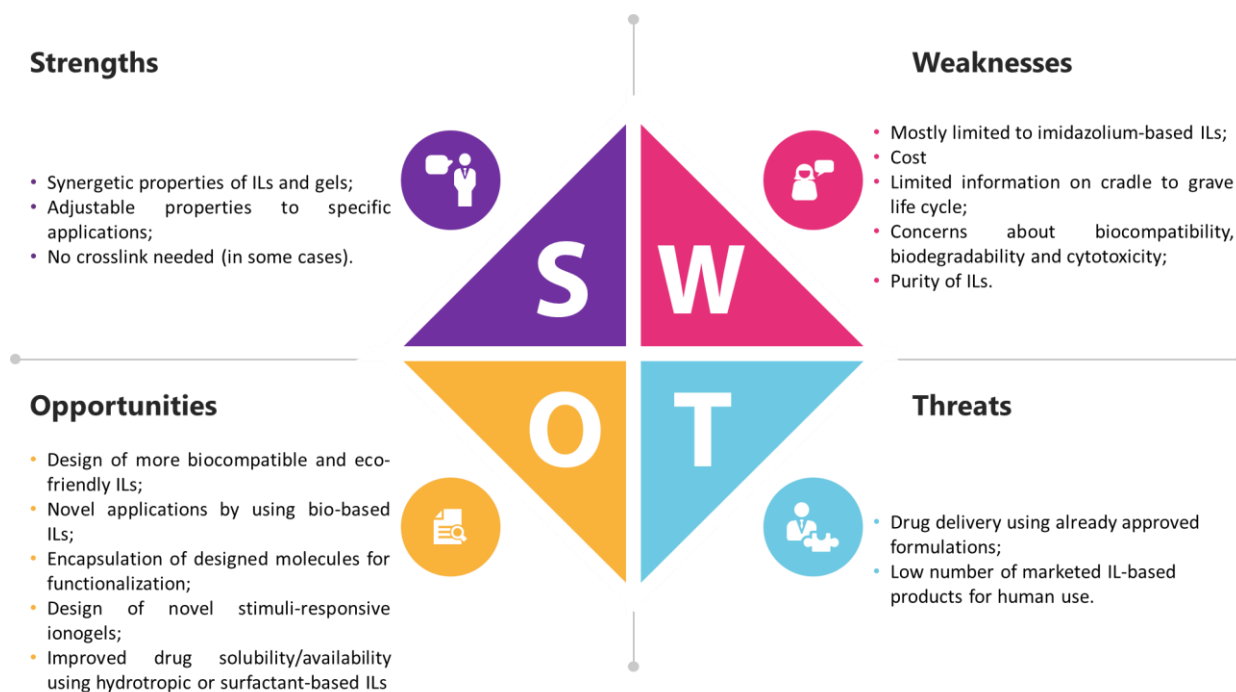 Strengths
• Synergetic properties of ILs and gels;
• Adjustable properties to specific
applications;
• No crosslink needed (in some cases).
Weaknesses
• Mostly limited to imidazolium-based ILs;
• Cost
• Limited information on cradle to grave
life cycle;
• Concerns about biocompatibility,
biodegradability and cytotoxicity;
• Purity of ILs.
S
W
O
T
Opportunities
• Design of more biocompatible and eco-
friendly ILs;
• Novel applications by using bio-based
ILs;
• Encapsulation of designed molecules for
functionalization;
• Design of novel stimuli-responsive
ionogels;
• Improved drug solubility/availability
using hydrotropic or surfactant-based ILs
Threats
• Drug delivery using already approved
formulations;
• Low number of marketed IL-based
products for human use.